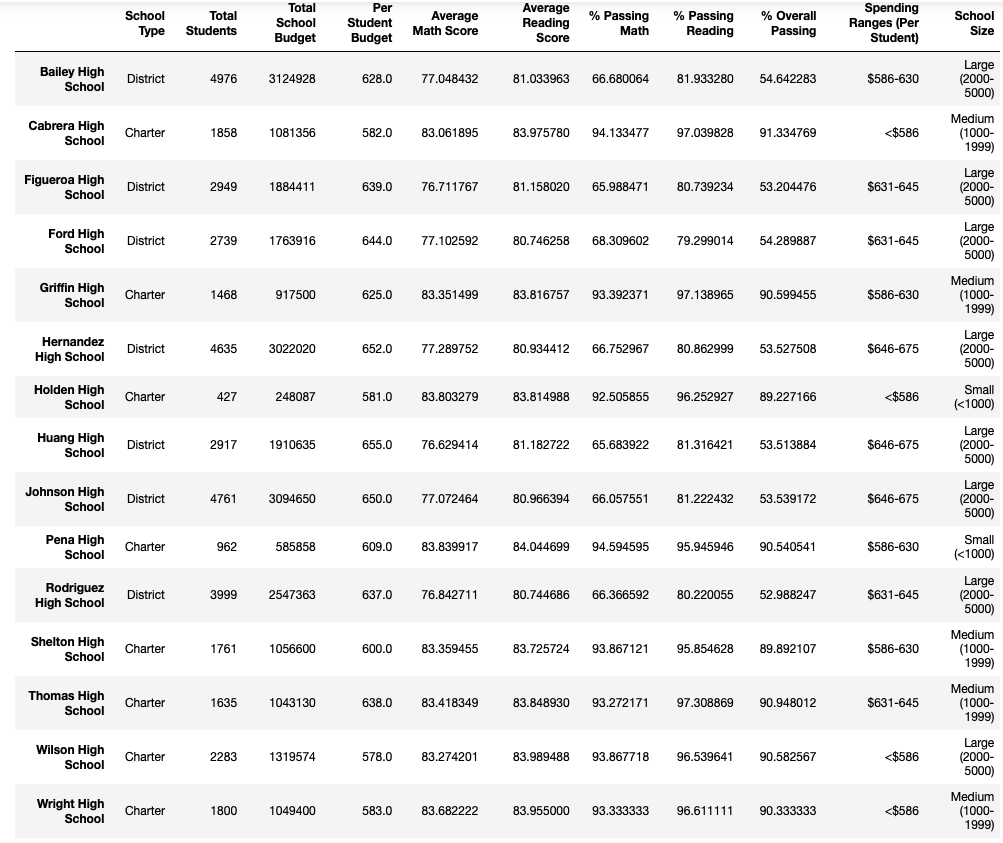 School Type Total Students Total School Budget Per Student Budget Average Math Score Average Reading Score % Passing Math % Passing Reading % Overall Passing Spending Ranges (Per Student) School Size
Bailey High School District 4976 3124928 628.0 77.048432 81.033963 66.680064 81.933280 54.642283 $586-630 Large (2000-5000)
Cabrera High School Charter 1858 1081356 582.0 83.061895 83.975780 94.133477 97.039828 91.334769 <$586 Medium (1000-1999)
Figueroa High School District 2949 1884411 639.0 76.711767 81.158020 65.988471 80.739234 53.204476 $631-645 Large (2000-5000)
Ford High School District 2739 1763916 644.0 77.102592 80.746258 68.309602 79.299014 54.289887 $631-645 Large (2000-5000)
Griffin High School Charter 1468 917500 625.0 83.351499 83.816757 93.392371 97.138965 90.599455 $586-630 Medium (1000-1999)
Hernandez High School District 4635 3022020 652.0 77.289752 80.934412 66.752967 80.862999 53.527508 $646-675 Large (2000-5000)
Holden High School Charter 427 248087 581.0 83.803279 83.814988 92.505855 96.252927 89.227166 <$586 Small (<1000)
Huang High School District 2917 1910635 655.0 76.629414 81.182722 65.683922 81.316421 53.513884 $646-675 Large (2000-5000)
Johnson High School District 4761 3094650 650.0 77.072464 80.966394 66.057551 81.222432 53.539172 $646-675 Large (2000-5000)
Pena High School Charter 962 585858 609.0 83.839917 84.044699 94.594595 95.945946 90.540541 $586-630 Small (<1000)
Rodriguez High School District 3999 2547363 637.0 76.842711 80.744686 66.366592 80.220055 52.988247 $631-645 Large (2000-5000)
Shelton High School Charter 1761 1056600 600.0 83.359455 83.725724 93.867121 95.854628 89.892107 $586-630 Medium (1000-1999)
Thomas High School Charter 1635 1043130 638.0 83.418349 83.848930 93.272171 97.308869 90.948012 $631-645 Medium (1000-1999)
Wilson High School Charter 2283 1319574 578.0 83.274201 83.989488 93.867718 96.539641 90.582567 <$586 Large (2000-5000)
Wright High School Charter 1800 1049400 583.0 83.682222 83.955000 93.333333 96.611111 90.333333 <$586 Medium (1000-1999)